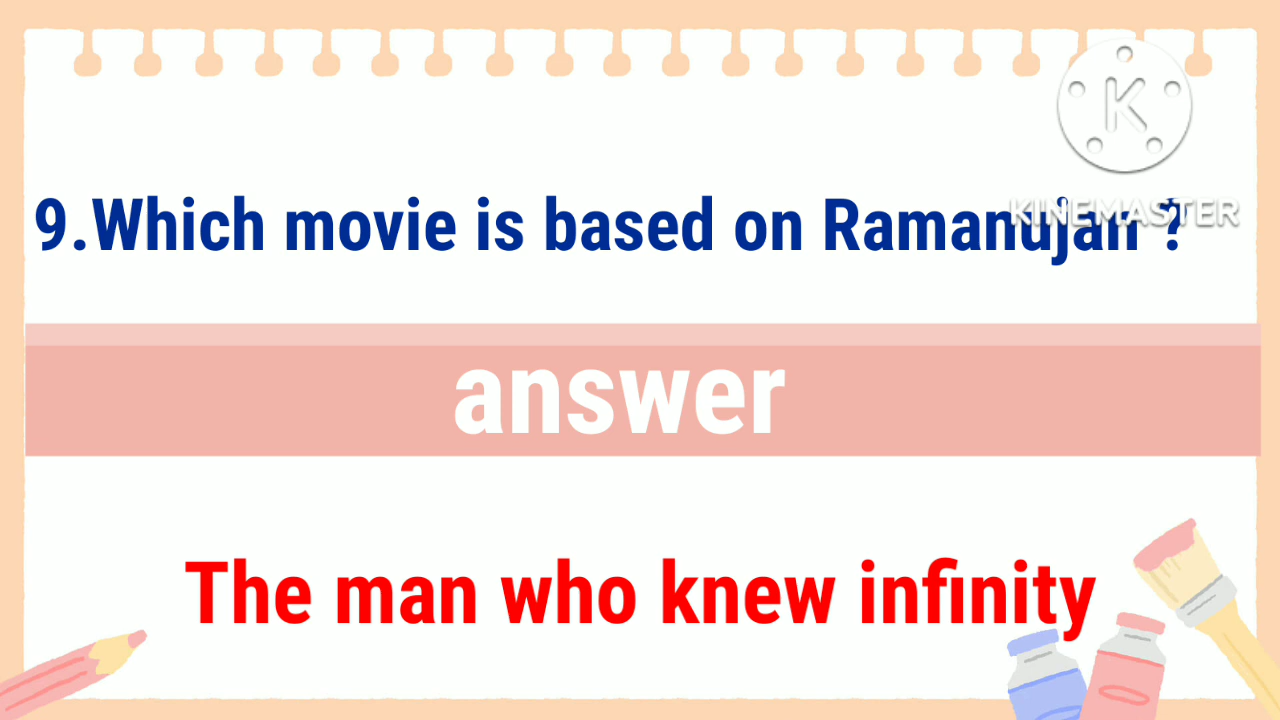 9.Which movie is based on Ramanujan ?
K
KINEMASTER
answer
The man who knew infinity